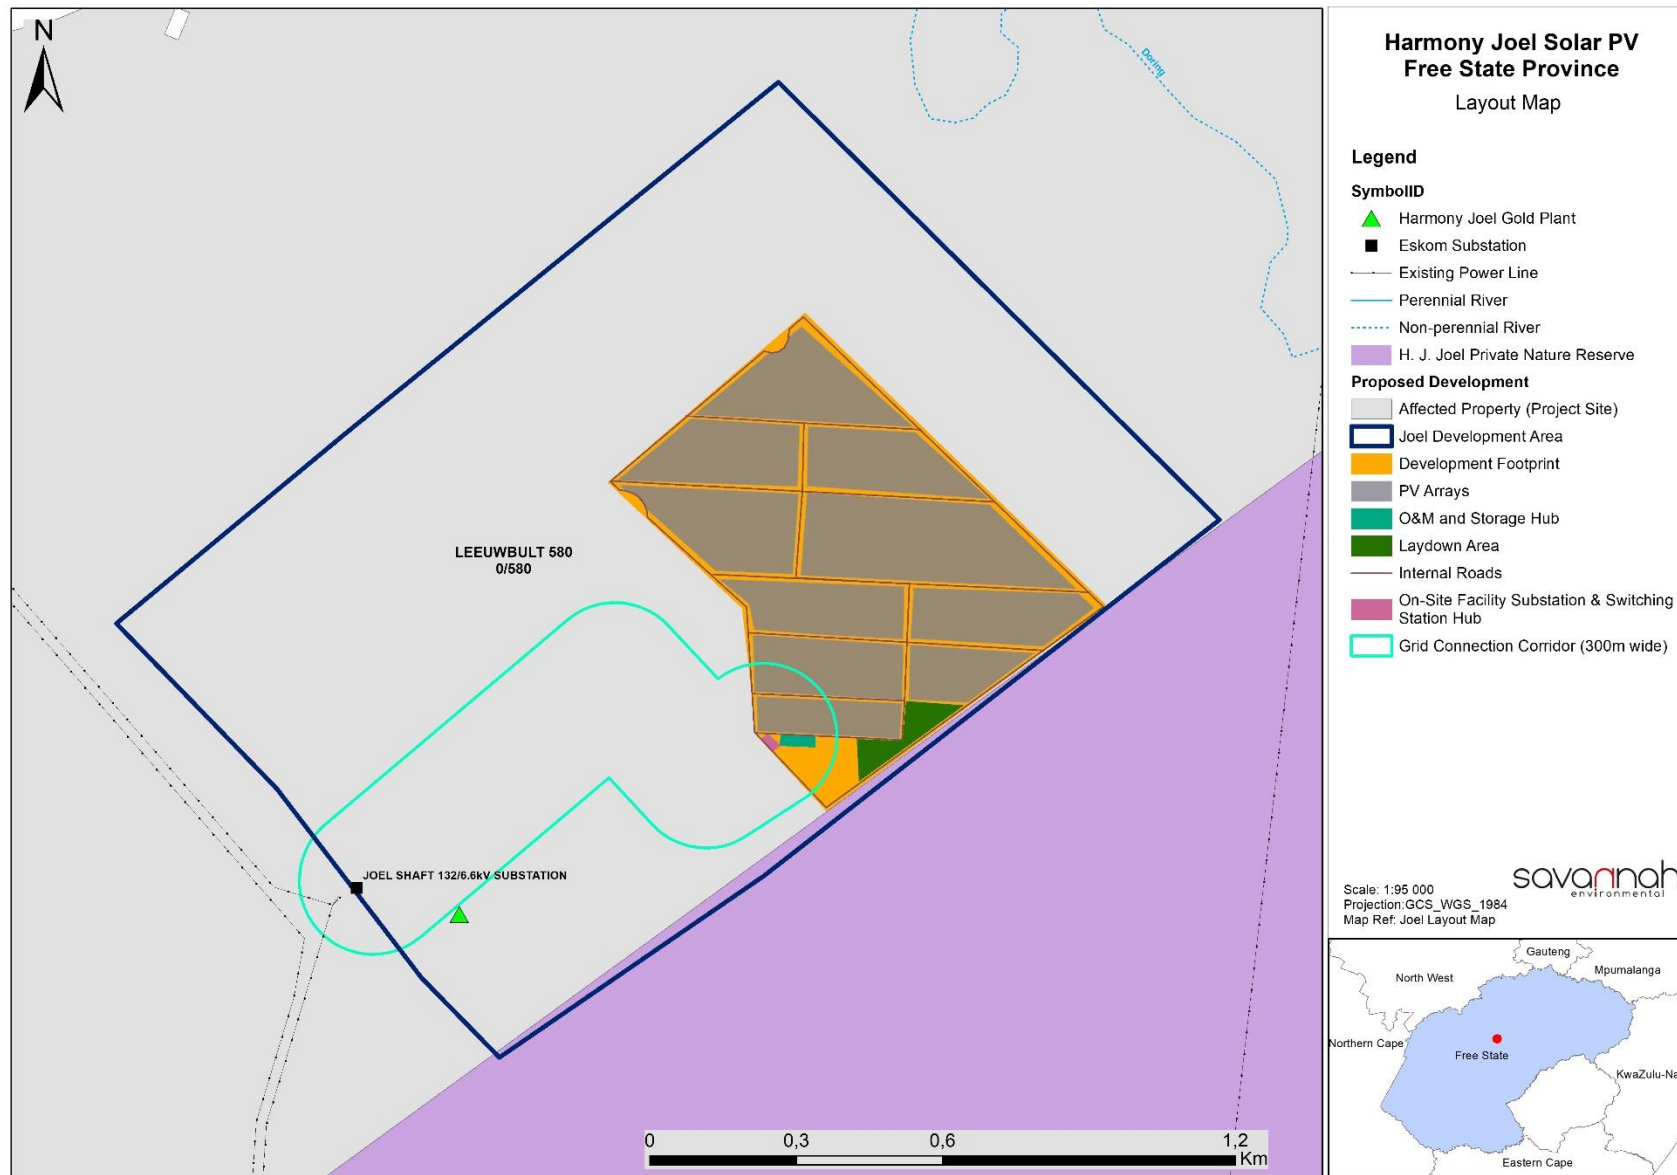 N
Doring
LEEUWBULT 580
0/580
JOEL SHAFT 132/6.6kV SUBSTATION
0
0,3
0,6
1,2
Km
Harmony Joel Solar PV
Free State Province
Layout Map
Legend
SymbolID
Harmony Joel Gold Plant
Eskom Substation
Existing Power Line
Perennial River
Non-perennial River
H. J. Joel Private Nature Reserve
Proposed Development
Affected Property (Project Site)
Joel Development Area
Development Footprint
PV Arrays
O&M and Storage Hub
Laydown Area
Internal Roads
On-Site Facility Substation & Switching
Station Hub
Grid Connection Corridor (300m wide)
savannah
environmental
Scale: 1:95 000
Projection:GCS_WGS_1984
Map Ref: Joel Layout Map
Gauteng
North West
Mpumalanga
Northern Cape
Free State
KwaZulu-Na
Eastern Cape